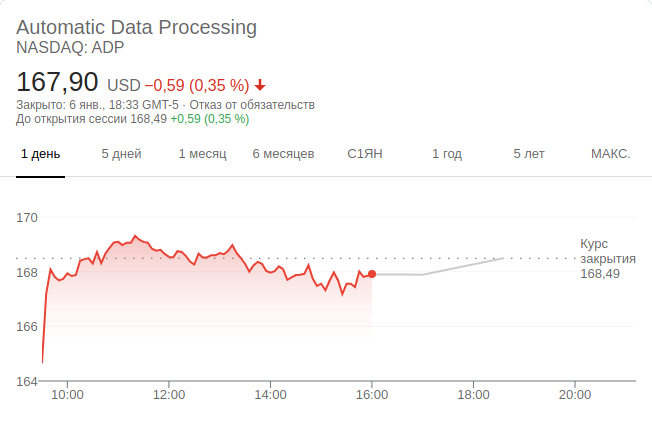 Automatic Data Processing
NASDAQ: ADP
167,90 USD −0,59 (0,35 %)
Закрыто: 6 янв., 18:33 GMT-5 · Отказ от обязательств
До открытия сессии 168,49 +0,59 (0,35 %)
1 день 5 дней 1 месяц 6 месяцев С1ЯН 1 год 5 лет МАКС.
170
Курс
закрытия
168,49
168
166
164
10:00 12:00 14:00 16:00 18:00 20:00